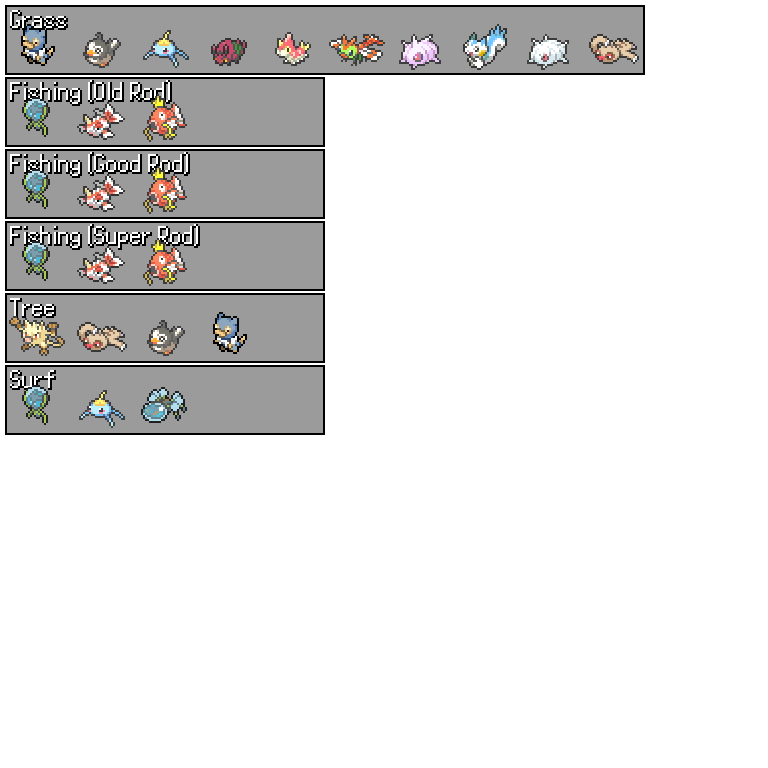 Grass
Fishing (Old Rod)
Fishing (Good Rod)
Fishing (Super Rod)
Tree
Surf